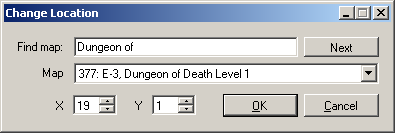 Change Location
Find map: Dungeon of Next
Map 377: E-3, Dungeon of Death Level 1
X 19 Y 1 OK Cancel